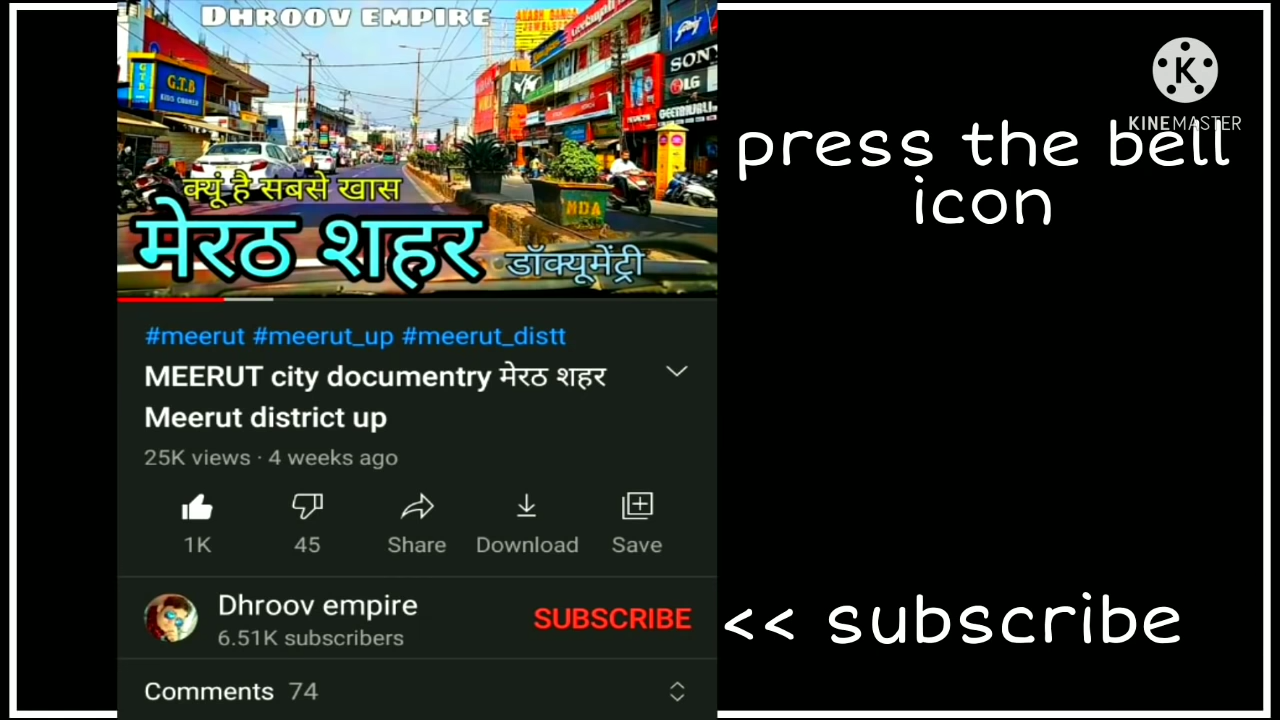 DHROOV EMPIRE
G.T.B
G.T.B
SONY
LG
MDA
क्यूं है सबसे खास
मेरठ शहर
डॉक्यूमेंट्री
#meerut #meerut_up #meerut_distt
MEERUT city documentry मेरठ शहर
Meerut district up
25K views · 4 weeks ago
1K
45
Share
Download
Save
Dhroov empire
6.51K subscribers
SUBSCRIBE
Comments 74
K
KINEMASTER
press the bell
icon
<< subscribe